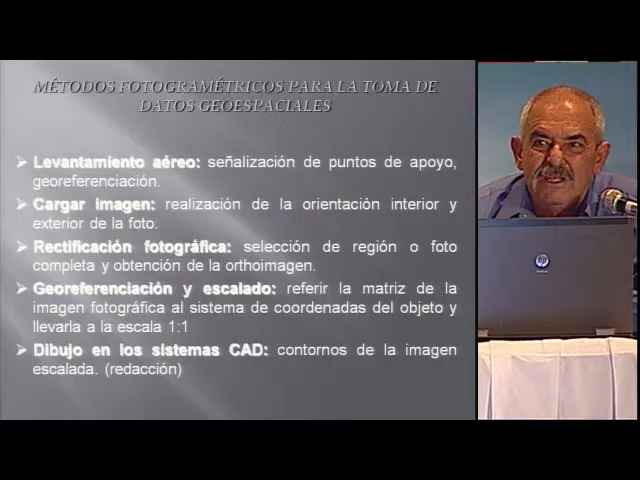 MÉTODOS FOTOGRAMÉTRICOS PARA LA TOMA DE
DATOS GEOESPACIALES
➢ Levantamiento aéreo: señalización de puntos de apoyo,
georeferenciación.
➢ Cargar imagen: realización de la orientación interior y
exterior de la foto.
➢ Rectificación fotográfica: selección de región o foto
completa y obtención de la orthoimagen.
➢ Georeferenciación y escalado: referir la matriz de la
imagen fotográfica al sistema de coordenadas del objeto y
llevarla a la escala 1:1
➢ Dibujo en los sistemas CAD: contornos de la imagen
escalada. (redacción)
hp